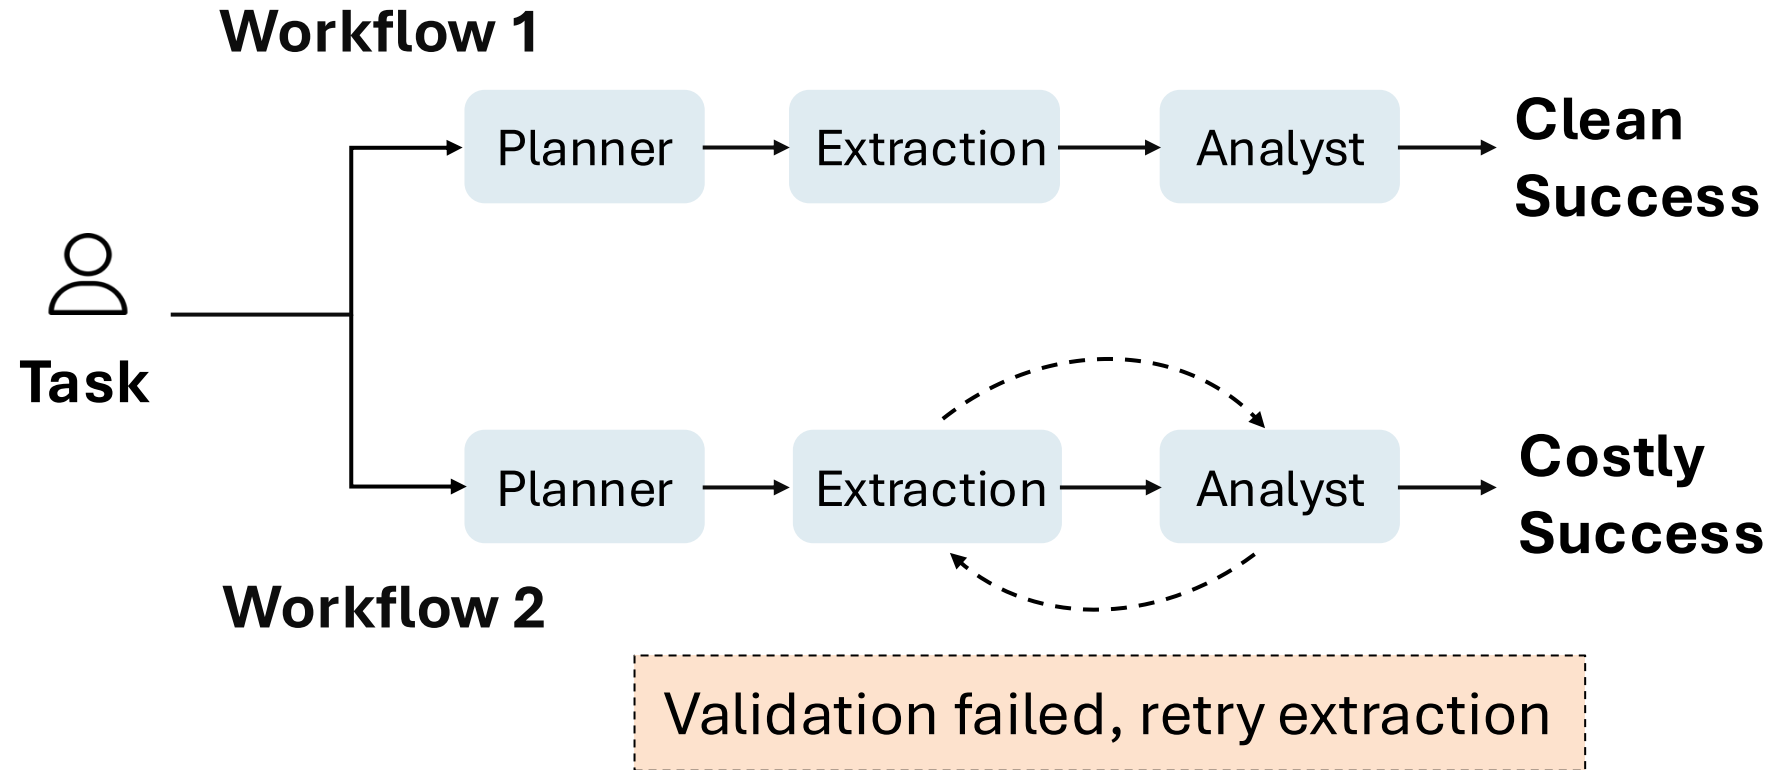 Workflow 1
Planner
Extraction
Analyst
Clean
Success
Task
Planner
Extraction
Analyst
Costly
Success
Workflow 2
Validation failed, retry extraction